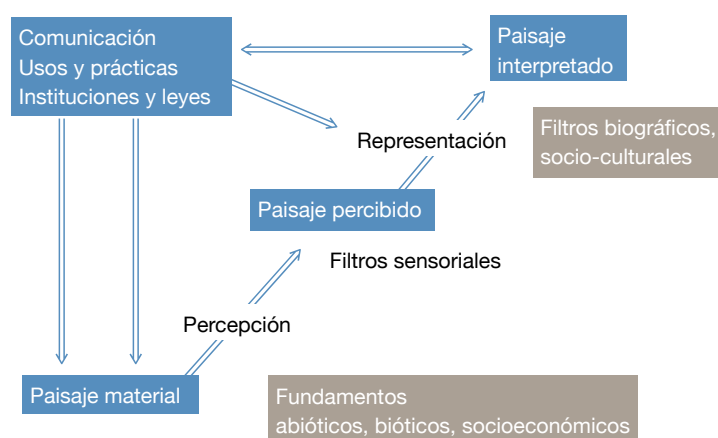 Comunicación
Usos y prácticas
Instituciones y leyes
Paisaje
interpretado
Filtros biográficos,
socio-culturales
Representación
Paisaje percibido
Filtros sensoriales
Percepción
Paisaje material
Fundamentos
abióticos, bióticos, socioeconómicos